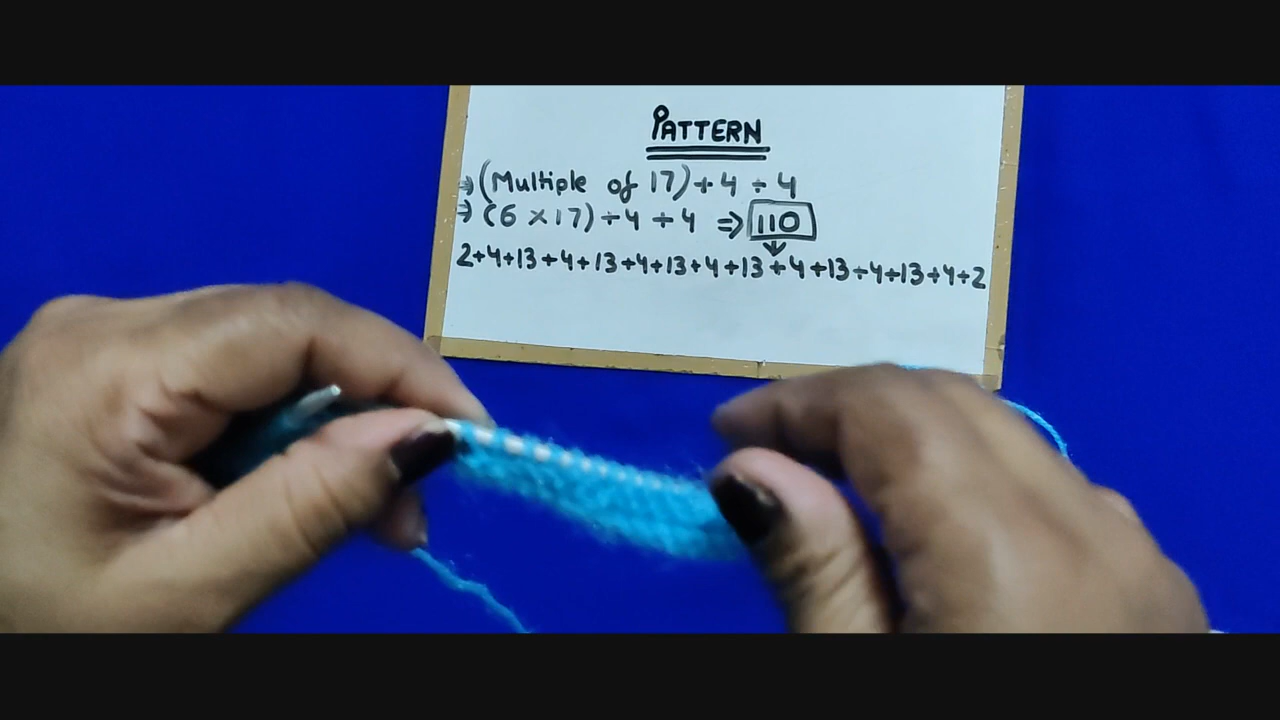 PATTERN
⇒ (Multiple of 17)+4+4
⇒ (6×17)+4+4 ⇒ 110
↓
2+4+13+4+13+4+13+4+13+4+13+4+13+4+2